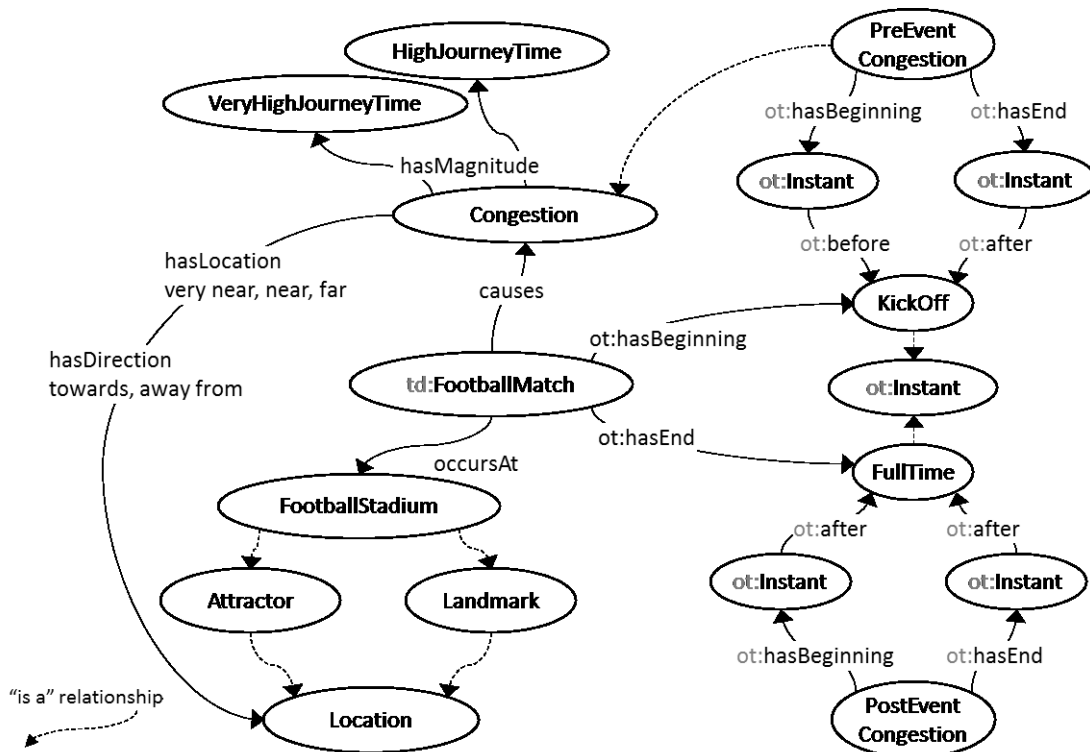 PreEvent
Congestion
HighJourneyTime
VeryHighJourneyTime
ot:hasBeginning
ot:hasEnd
hasMagnitude
ot:Instant
ot:Instant
Congestion
ot:before
ot:after
hasLocation
very near, near, far
causes
KickOff
ot:hasBeginning
hasDirection
towards, away from
td:FootballMatch
ot:Instant
ot:hasEnd
occursAt
FullTime
FootballStadium
ot:after
ot:after
Attractor
Landmark
ot:Instant
ot:Instant
ot:hasBeginning
ot:hasEnd
"is a" relationship
Location
PostEvent
Congestion